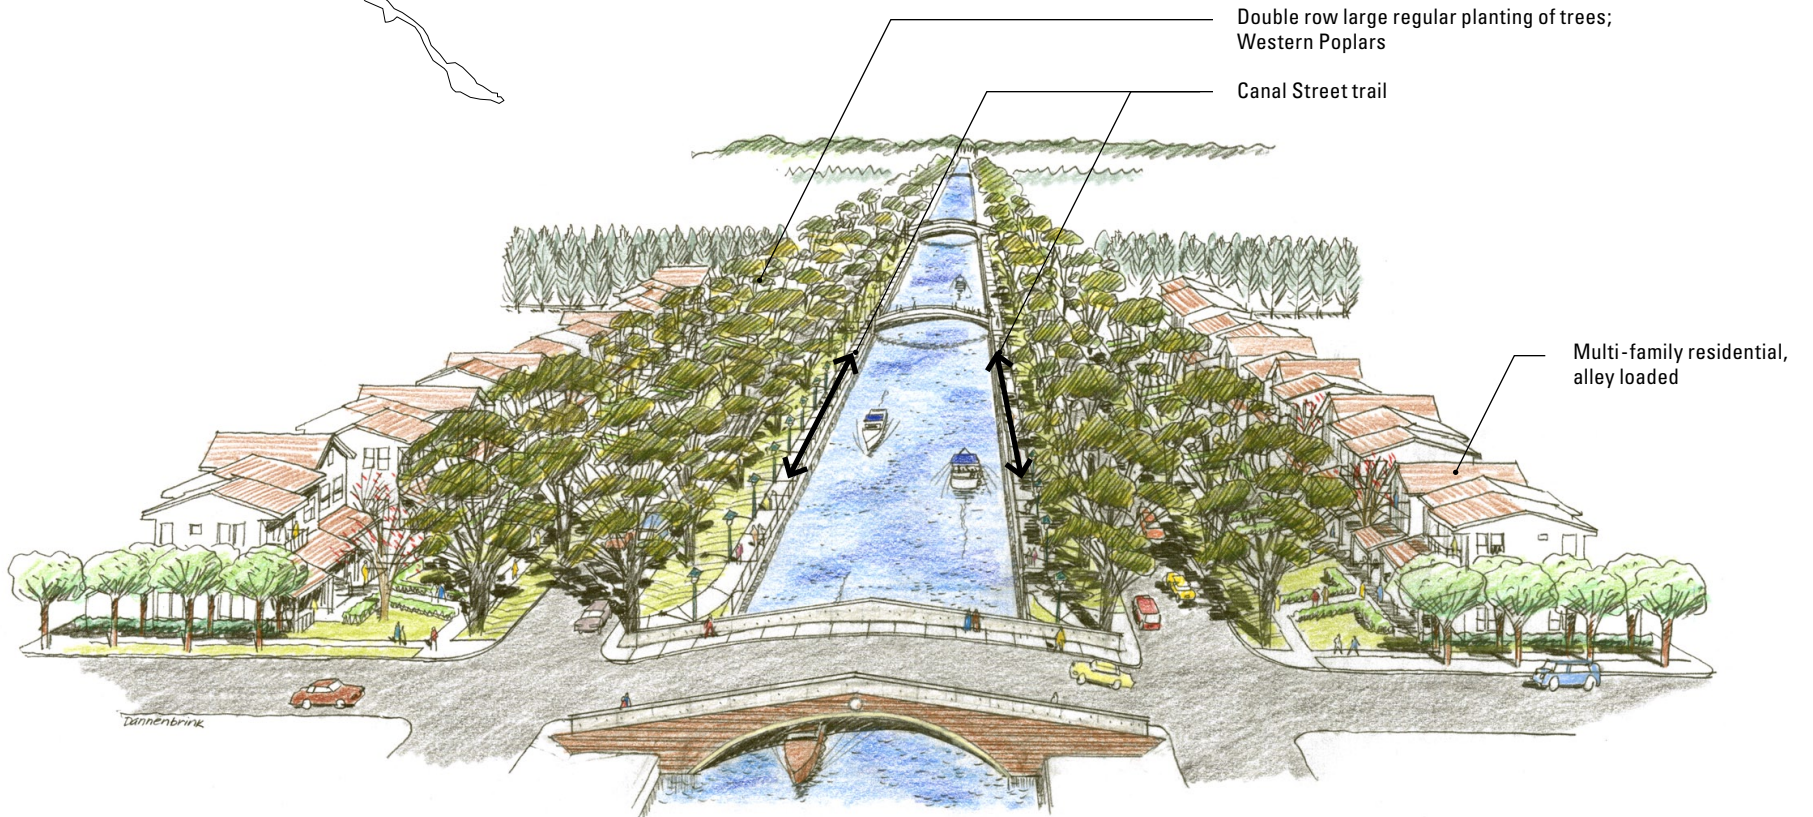 Double row large regular planting of trees;
Western Poplars
Canal Street trail
Multi-family residential,
alley loaded
Dannenbrink